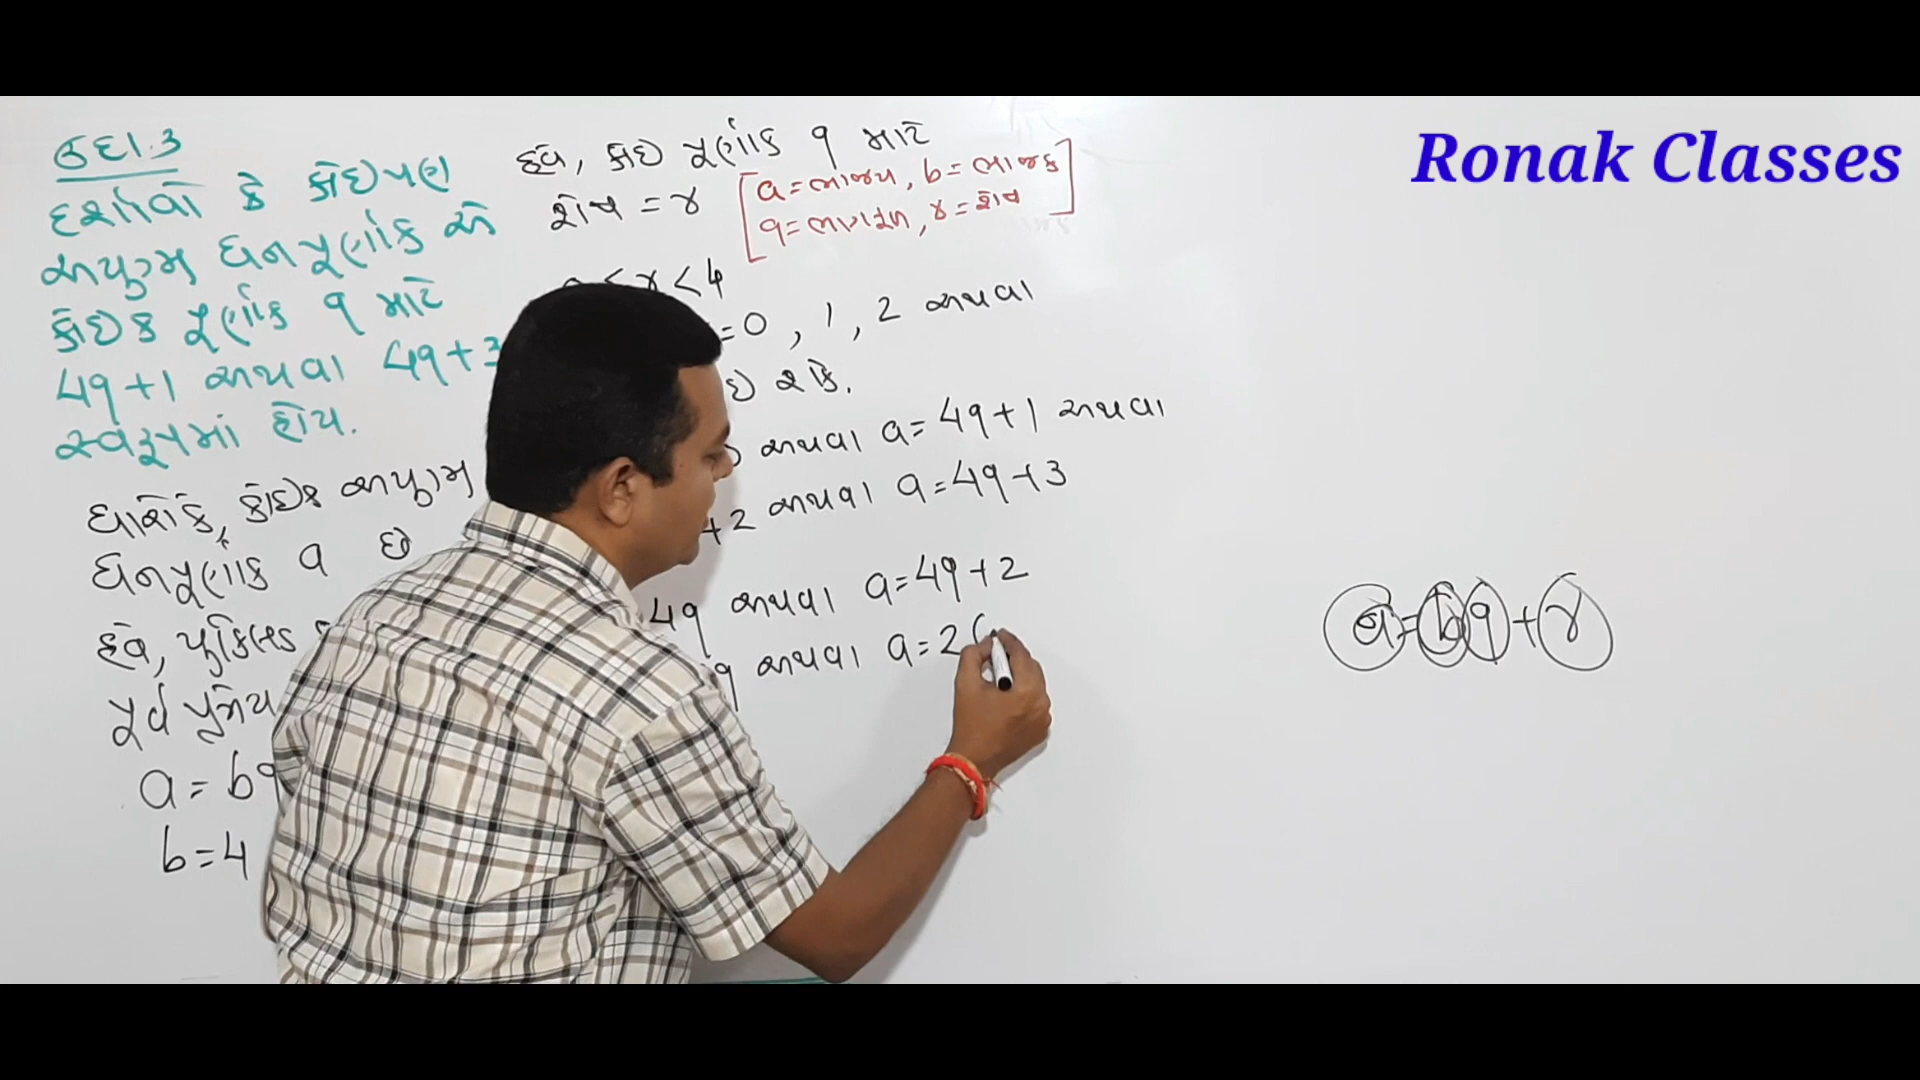 Ronak Classes
ઉદા.3
દર્શાવો કે કોઈપણ
અયુગ્મ ધનપૂર્ણાંક એ
કોઈક પૂર્ણાંક q માટે
4q+1 અથવા 4q+3
સ્વરૂપમાં હોય.
ધારોકે, કોઈક અયુગ્મ
ધનપૂર્ણાંક a છે
હવે, યુક્લિડ
પૂર્વ પ્રમેય
a = bq
b=4
હવે, કોઇ પૂર્ણાંક q માટે
શેષ = r
[a=ભાજ્ય, b=ભાજક
q=ભાગફળ, r=શેષ]
< r < 4
=0, 1, 2 અથવા
ઇ શકે.
અથવા a=4q+1 અથવા
+2 અથવા a=4q+3
4q અથવા a=4q+2
q અથવા a=2(
a=bq+r